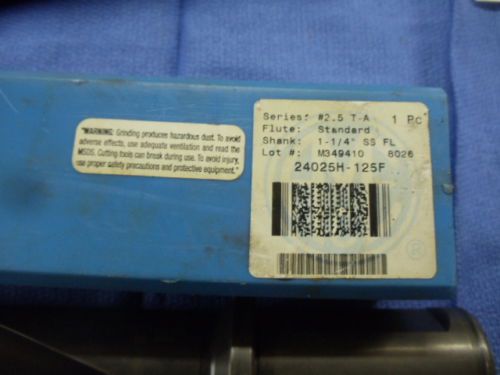 "WARNING: Grinding produces hazardous dust. To avoid
adverse effects, use adequate ventilation and read the
MSDS. Cutting tools can break during use. To avoid injury,
use proper safety precautions and protective equipment."
Series: #2.5 T-A 1 Pc
Flute: Standard
Shank: 1-1/4" SS FL
Lot #: M349410 8026
24025H-125F
®